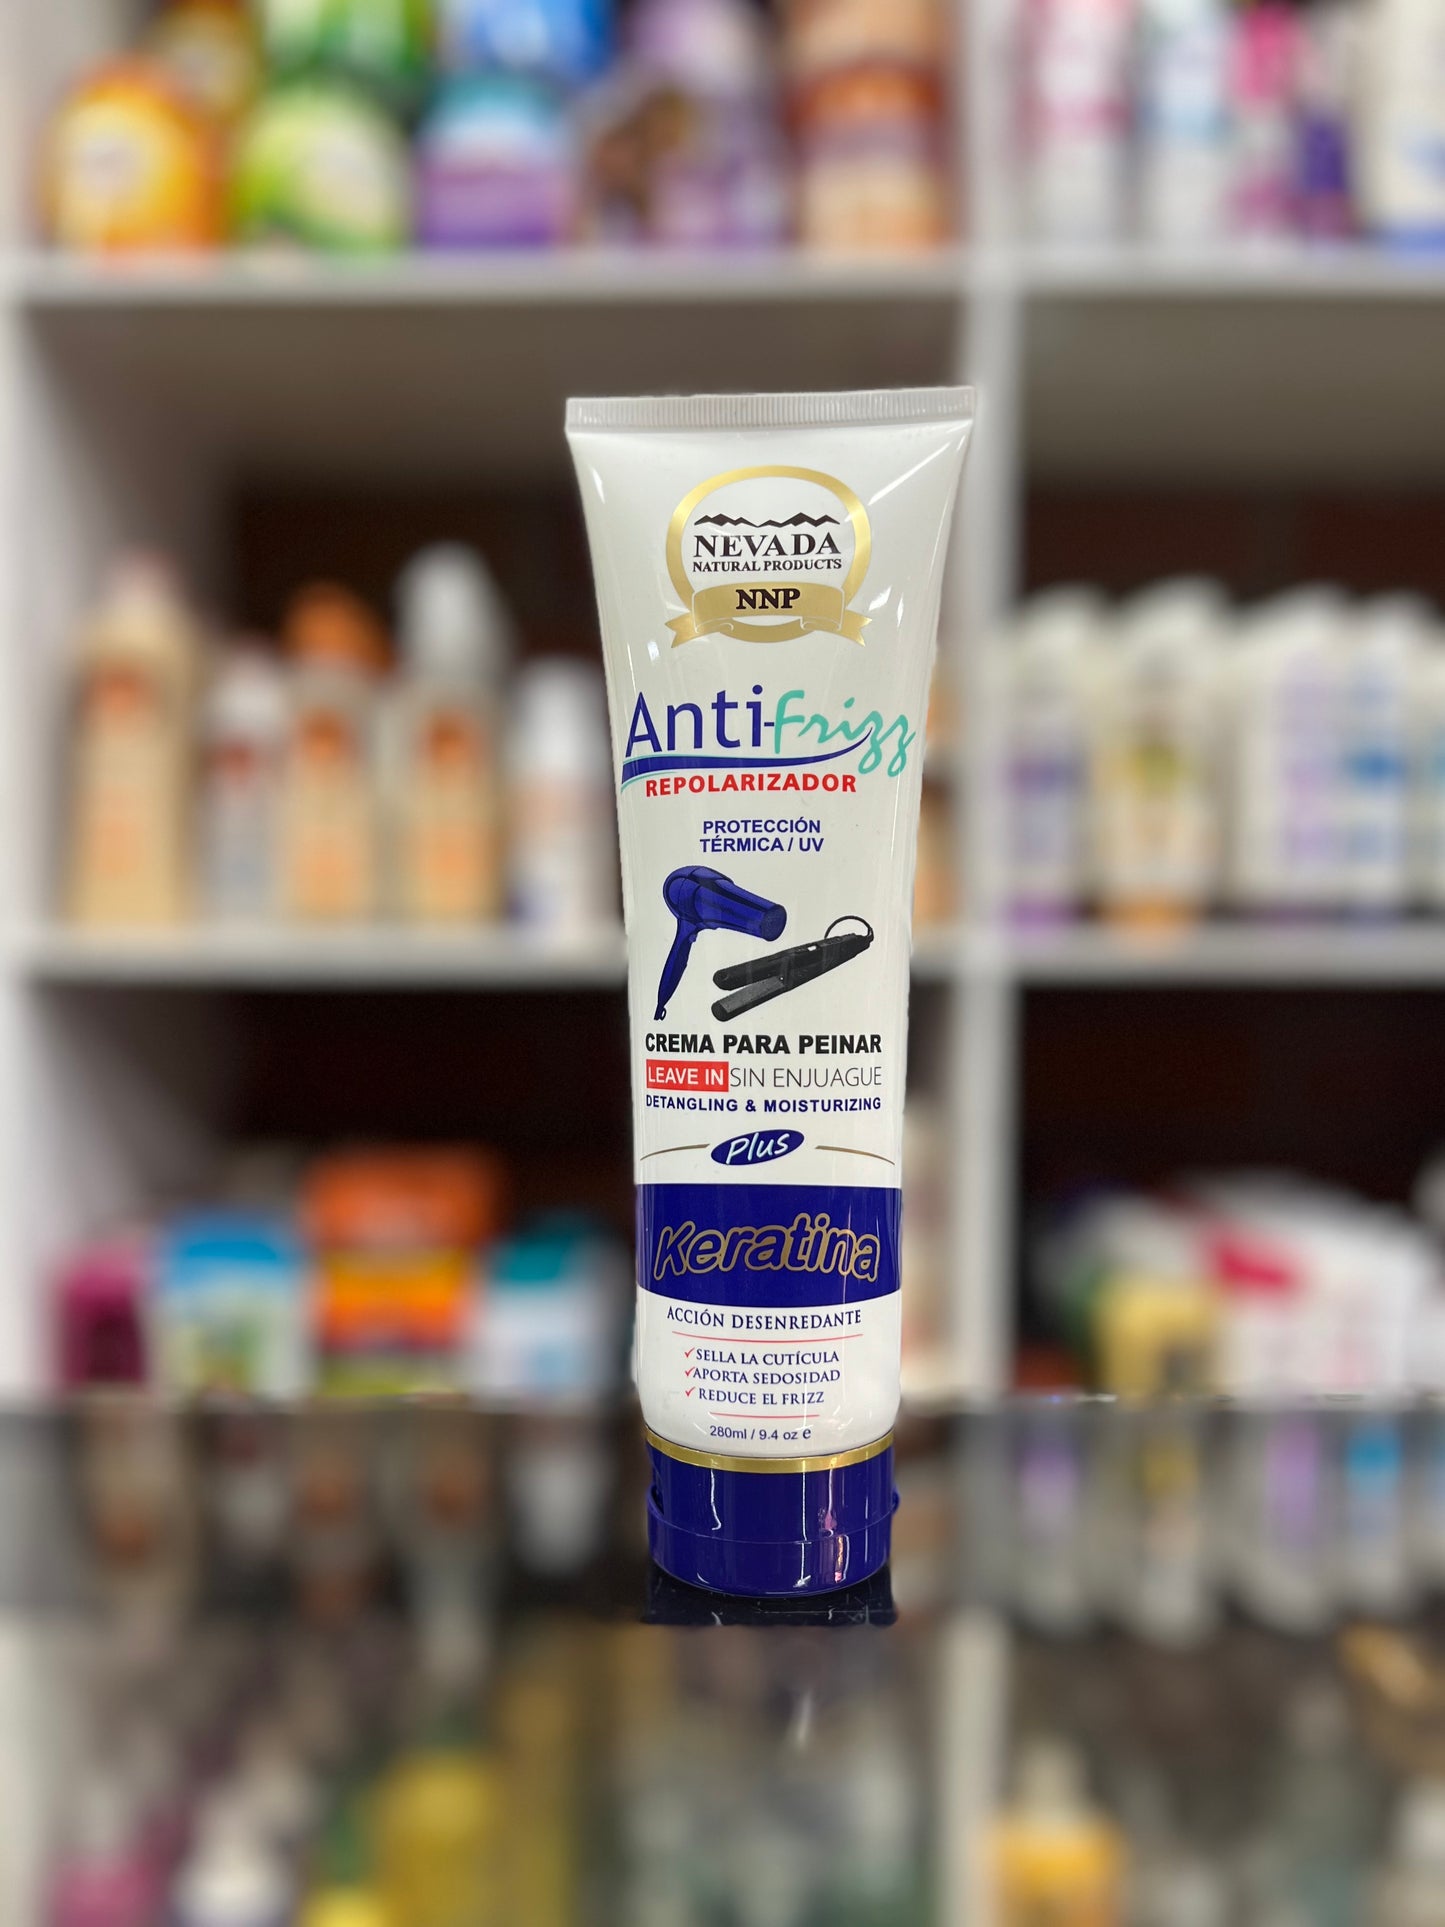 NEVADA
NATURAL PRODUCTS
NNP
Anti-Frizz
REPOLARIZADOR
PROTECCIÓN
TÉRMICA / UV
CREMA PARA PEINAR
LEAVE IN SIN ENJUAGUE
DETANGLING & MOISTURIZING
Plus
Keratina
ACCIÓN DESENREDANTE
✓SELLA LA CUTÍCULA
✓APORTA SEDOSIDAD
✓ REDUCE EL FRIZZ
280ml / 9.4 oz e